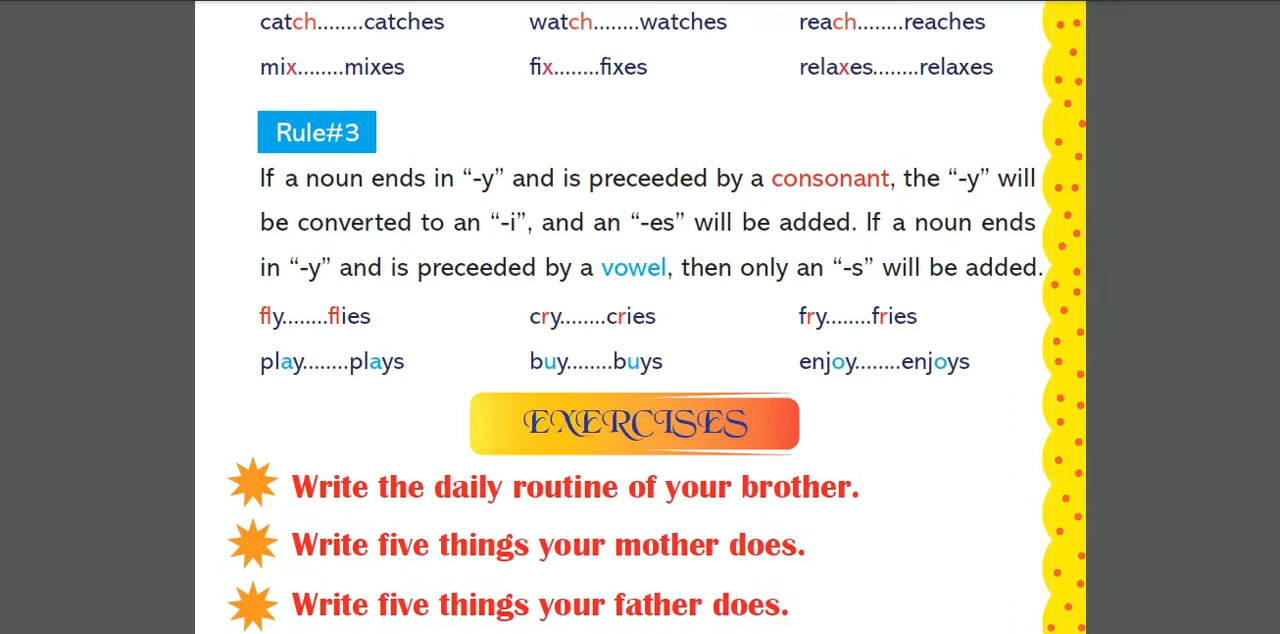 catch........catches watch........watches reach........reaches
mix........mixes fix........fixes relaxes........relaxes
Rule#3
If a noun ends in “-y” and is preceeded by a consonant, the “-y” will
be converted to an “-i”, and an “-es” will be added. If a noun ends
in “-y” and is preceeded by a vowel, then only an “-s” will be added.
fly........flies cry........cries fry........fries
play........plays buy........buys enjoy........enjoys
EXERCISES
Write the daily routine of your brother.
Write five things your mother does.
Write five things your father does.